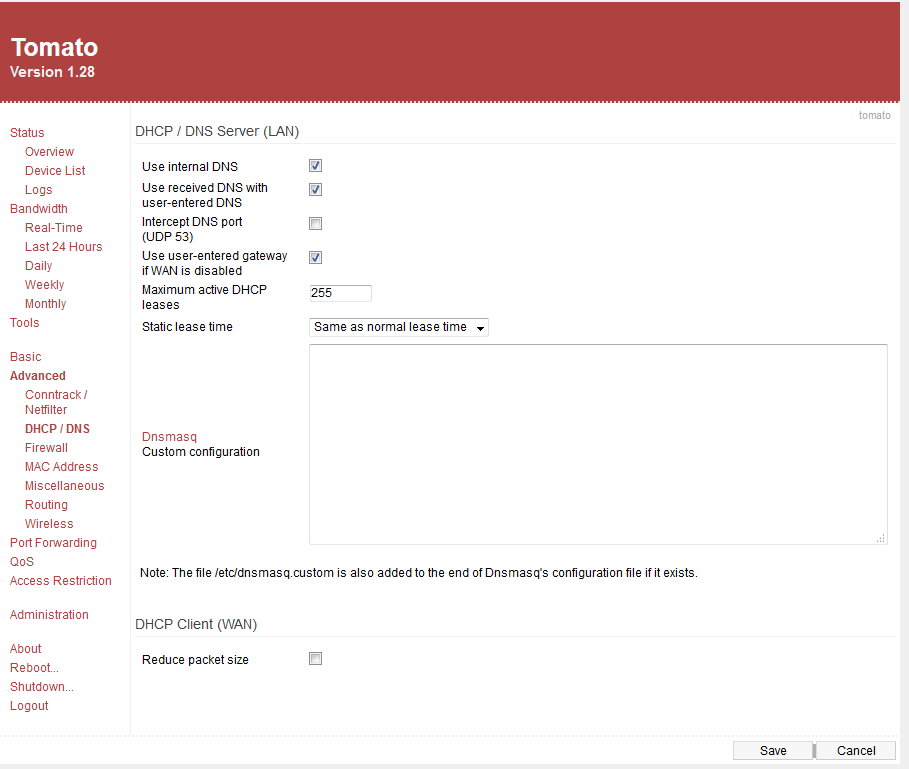 Tomato
Version 1.28
tomato
Status
Overview
Device List
Logs
Bandwidth
Real-Time
Last 24 Hours
Daily
Weekly
Monthly
Tools
Basic
Advanced
Conntrack /
Netfilter
DHCP / DNS
Firewall
MAC Address
Miscellaneous
Routing
Wireless
Port Forwarding
QoS
Access Restriction
Administration
About
Reboot...
Shutdown...
Logout
DHCP / DNS Server (LAN)
Use internal DNS
Use received DNS with
user-entered DNS
Intercept DNS port
(UDP 53)
Use user-entered gateway
if WAN is disabled
Maximum active DHCP
leases
255
Static lease time
Same as normal lease time
Dnsmasq
Custom configuration
Note: The file /etc/dnsmasq.custom is also added to the end of Dnsmasq's configuration file if it exists.
DHCP Client (WAN)
Reduce packet size
Save
Cancel